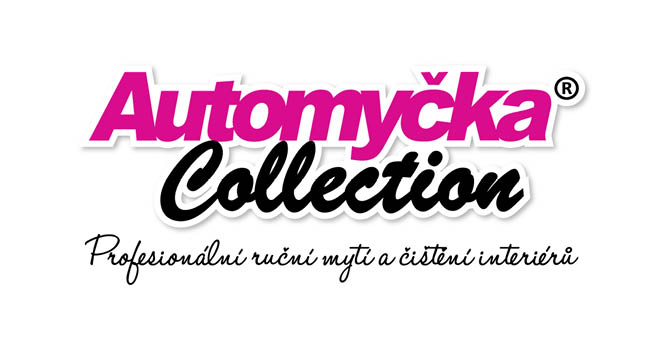 Automyčka®
Collection
Profesionální ruční mytí a čištění interiérů